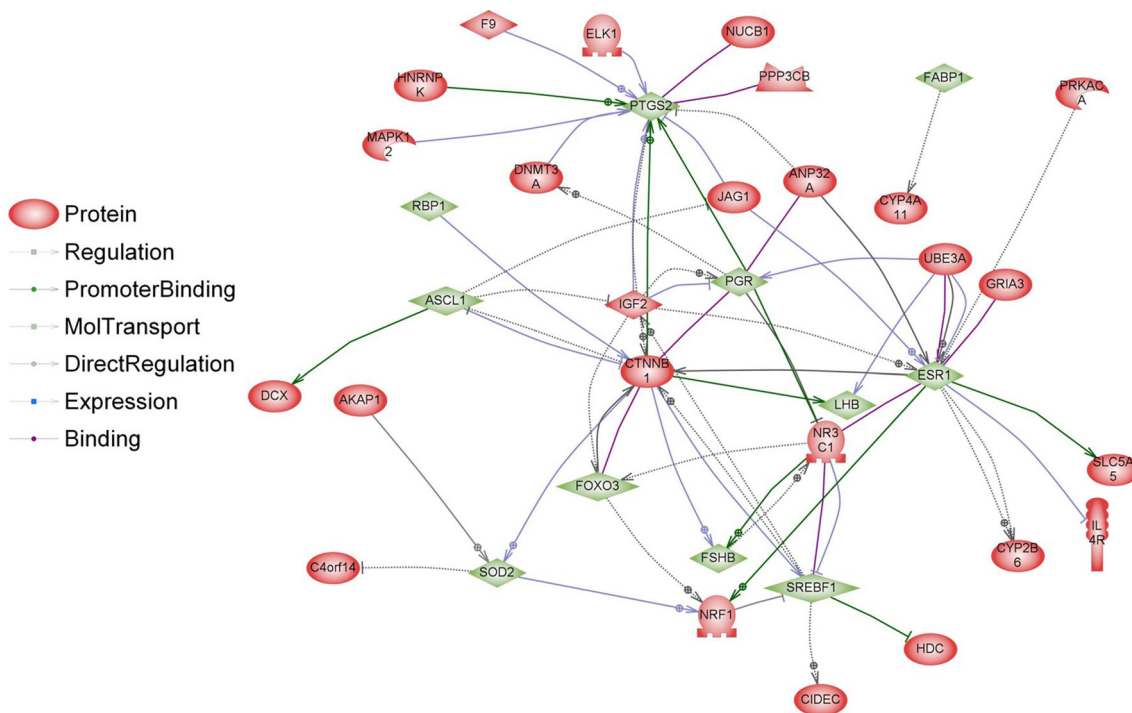 F9
ELK1
NUCB1
HNRNP
K
PTGS2
PPP3CB
FABP1
PRKAC
A
MAPK1
2
DNMT3
A
JAG1
ANP32
A
CYP4A
11
Protein
RBP1
Regulation
UBE3A
PromoterBinding
ASCL1
IGF2
PGR
GRIA3
MolTransport
CTNNB
1
ESR1
DirectRegulation
DCX
AKAP1
LHB
Expression
NR3
C1
Binding
SLC5A
5
FOXO3
IL
4R
CYP2B
6
FSHB
C4orf14
SOD2
SREBF1
NRF1
HDC
CIDEC